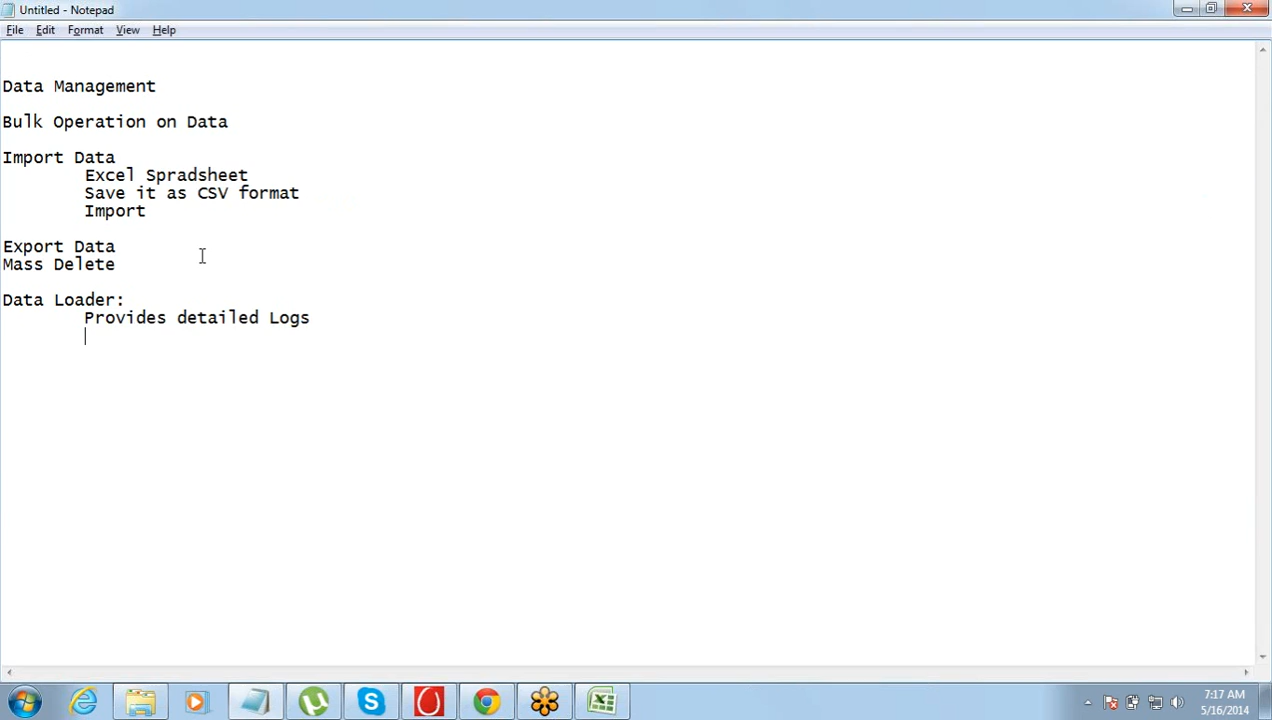 Untitled - Notepad
File Edit Format View Help
Data Management
Bulk Operation on Data
Import Data
Excel Spradsheet
Save it as CSV format
Import
Export Data
Mass Delete
Data Loader:
Provides detailed Logs
7:17 AM
5/16/2014